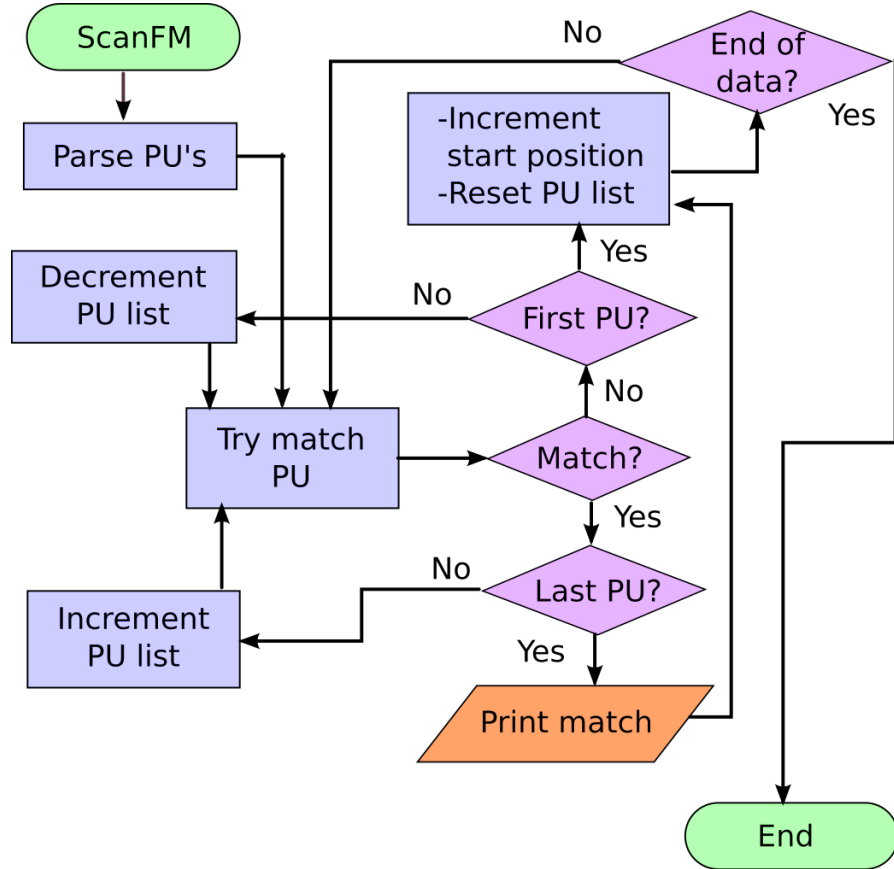 ScanFM
No
End of
data?
Yes
-Increment
start position
-Reset PU list
Parse PU's
Yes
Decrement
PU list
No
First PU?
No
Try match
PU
Match?
Yes
No
Last PU?
Increment
PU list
Yes
Print match
End